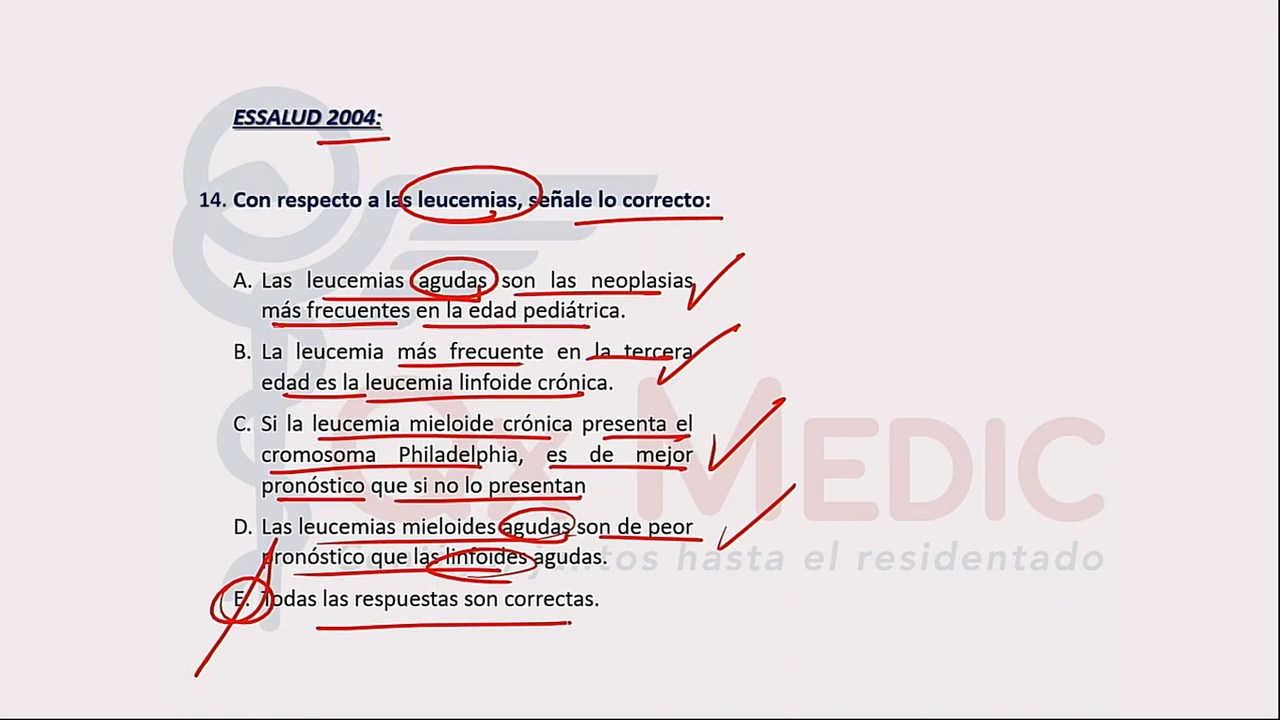 ESSALUD 2004:
14. Con respecto a las leucemias, señale lo correcto:
A. Las leucemias agudas son las neoplasias
más frecuentes en la edad pediátrica.
B. La leucemia más frecuente en la tercera
edad es la leucemia linfoide crónica.
C. Si la leucemia mieloide crónica presenta el
cromosoma Philadelphia, es de mejor
pronóstico que si no lo presentan
D. Las leucemias mieloides agudas son de peor
pronóstico que las linfoides agudas.
E. Todas las respuestas son correctas.
MEDIC
juntos hasta el residentado